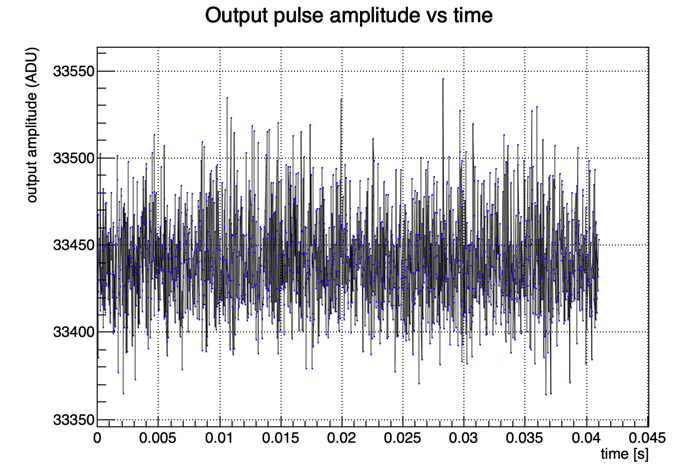 Output pulse amplitude vs time
output amplitude (ADU)
33550
33500
33450
33400
33350
0 0.005 0.01 0.015 0.02 0.025 0.03 0.035 0.04 0.045
time [s]